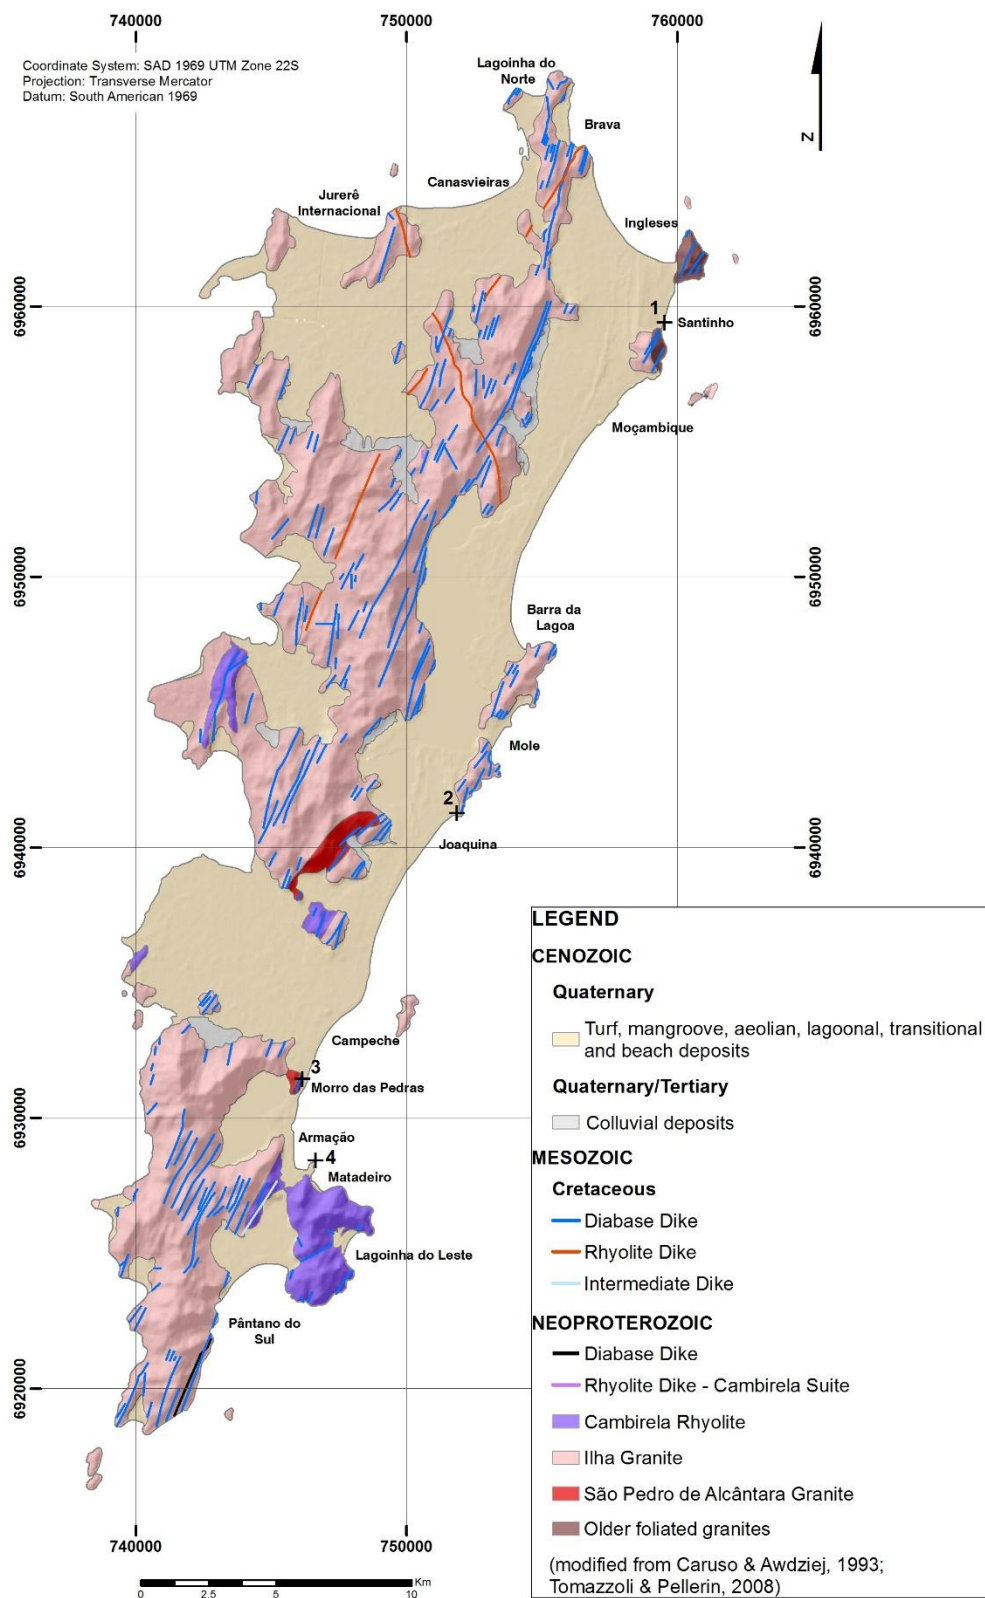 740000
750000
760000
Coordinate System: SAD 1969 UTM Zone 22S
Projection: Transverse Mercator
Datum: South American 1969
Lagoinha do
Norte
Brava
N
Canasvieiras
Jurerê
Internacional
Ingleses
6960000
6960000
1
Santinho
Moçambique
6950000
6950000
Barra da
Lagoa
Mole
2
Joaquina
6940000
6940000
Campeche
3
Morro das Pedras
6930000
Armação
4
Matadeiro
Lagoinha do Leste
Pântano do
Sul
6920000
740000
750000
0
2.5
5
10
Km
LEGEND
CENOZOIC
Quaternary
Turf, mangroove, aeolian, lagoonal, transitional
and beach deposits
Quaternary/Tertiary
Colluvial deposits
MESOZOIC
Cretaceous
Diabase Dike
Rhyolite Dike
Intermediate Dike
NEOPROTEROZOIC
Diabase Dike
Rhyolite Dike - Cambirela Suite
Cambirela Rhyolite
Ilha Granite
São Pedro de Alcântara Granite
Older foliated granites
(modified from Caruso & Awdziej, 1993;
Tomazzoli & Pellerin, 2008)